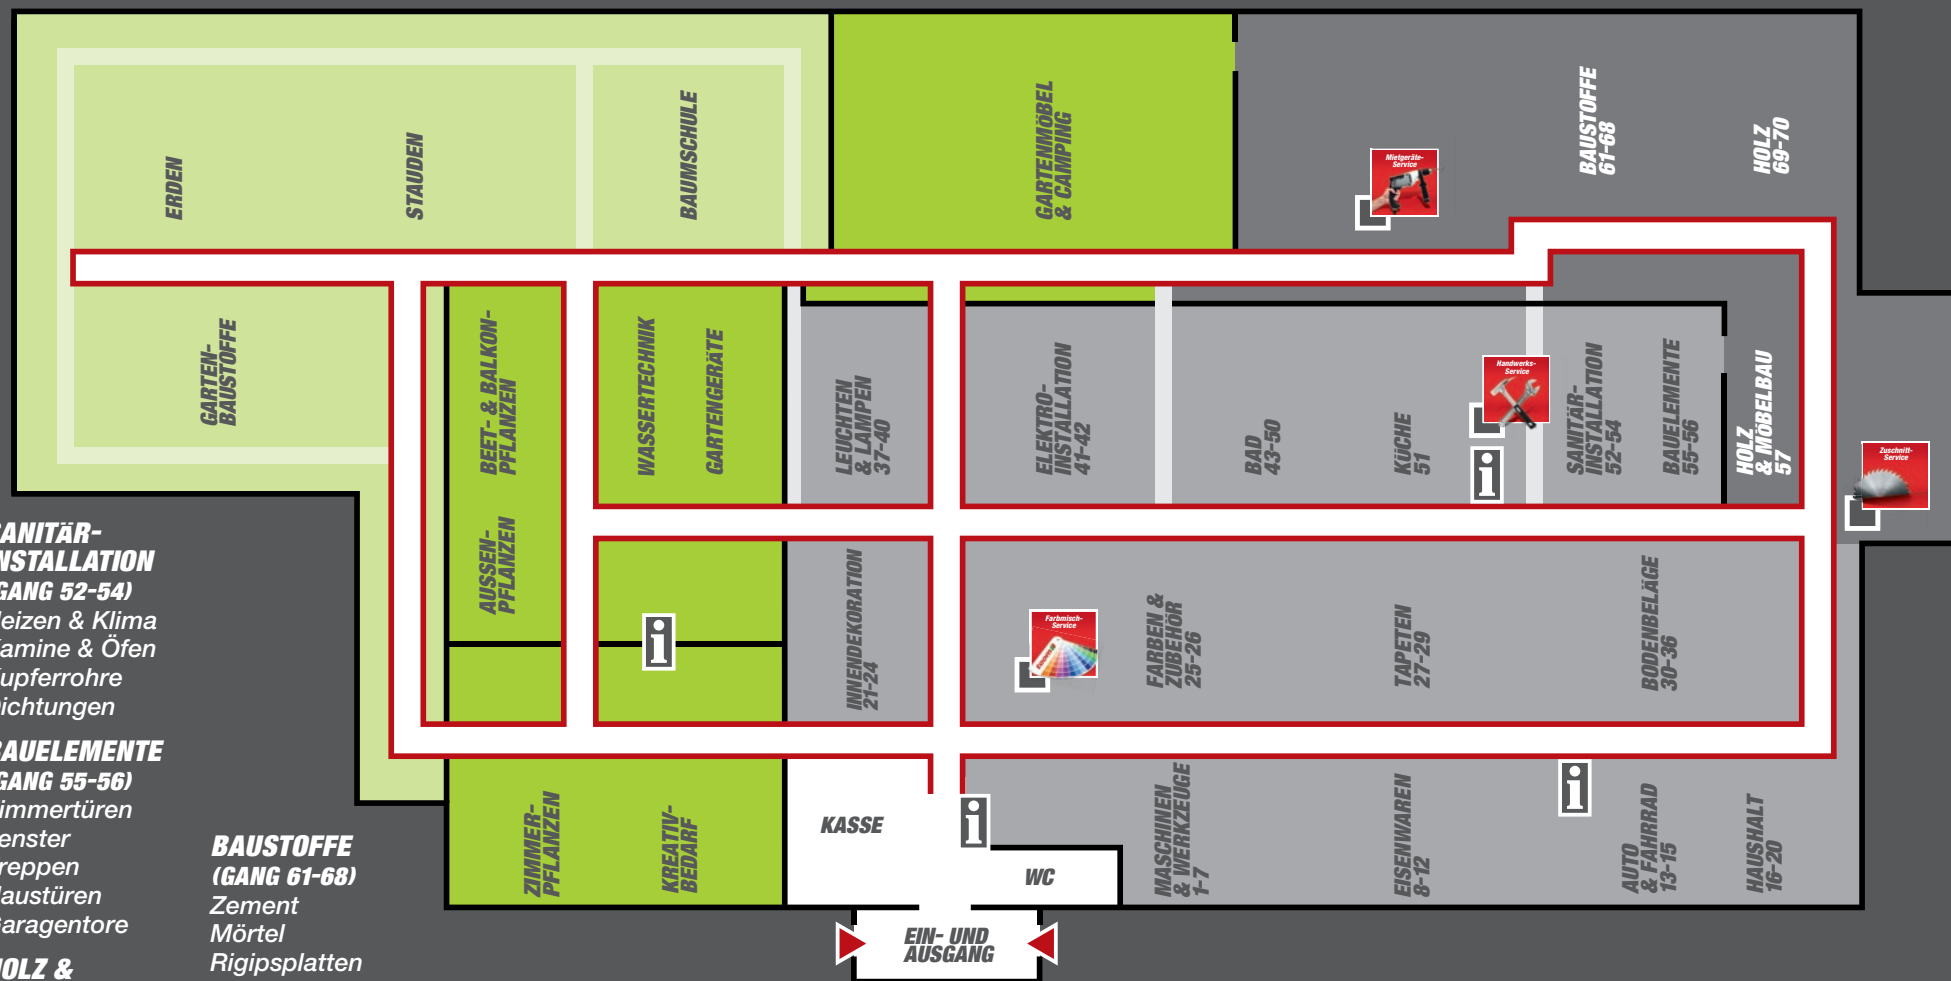 ERDEN
STAUDEN
BAUMSCHULE
GARTENMÖBEL
& CAMPING
Mietgeräte-
Service
BAUSTOFFE
61-68
HOLZ
69-70
GARTEN-
BAUSTOFFE
BEET- & BALKON-
PFLANZEN
WASSERTECHNIK
GARTENGERÄTE
LEUCHTEN
& LAMPEN
37-40
ELEKTRO-
INSTALLATION
41-42
BAD
43-50
KÜCHE
51
Handwerks-
Service
i
SANITÄR-
INSTALLATION
52-54
BAUELEMENTE
55-56
HOLZ
& MÖBELBAU
57
Zuschnitt-
Service
AUSSEN-
PFLANZEN
i
INNENDEKORATION
21-24
Farbmisch-
Service
FARBEN &
ZUBEHÖR
25-26
TAPETEN
27-29
BODENBELÄGE
30-36
ZIMMER-
PFLANZEN
KREATIV-
BEDARF
KASSE
i
WC
MASCHINEN
& WERKZEUGE
1-7
EISENWAREN
8-12
i
AUTO
& FAHRRAD
13-15
HAUSHALT
16-20
EIN- UND
AUSGANG
ANITÄR-
NSTALLATION
GANG 52-54)
eizen & Klima
amine & Öfen
upferrohre
ichtungen
AUELEMENTE
GANG 55-56)
immertüren
enster
reppen
austüren
aragentore
OLZ &
BAUSTOFFE
(GANG 61-68)
Zement
Mörtel
Rigipsplatten